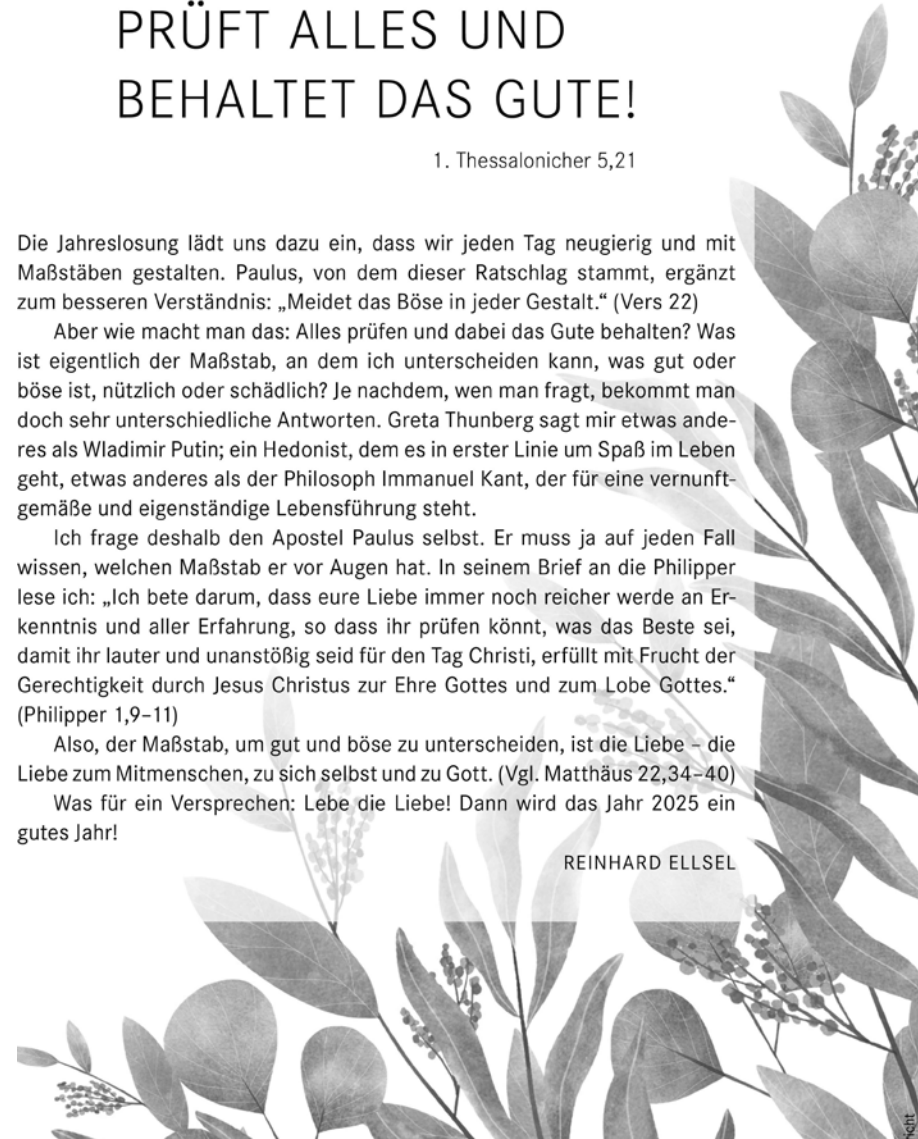 PRÜFT ALLES UND
BEHALTET DAS GUTE!
1. Thessalonicher 5,21
Die Jahreslosung lädt uns dazu ein, dass wir jeden Tag neugierig und mit
Maßstäben gestalten. Paulus, von dem dieser Ratschlag stammt, ergänzt
zum besseren Verständnis: „Meidet das Böse in jeder Gestalt.“ (Vers 22)
Aber wie macht man das: Alles prüfen und dabei das Gute behalten? Was
ist eigentlich der Maßstab, an dem ich unterscheiden kann, was gut oder
böse ist, nützlich oder schädlich? Je nachdem, wen man fragt, bekommt man
doch sehr unterschiedliche Antworten. Greta Thunberg sagt mir etwas ande-
res als Wladimir Putin; ein Hedonist, dem es in erster Linie um Spaß im Leben
geht, etwas anderes als der Philosoph Immanuel Kant, der für eine vernunft-
gemäße und eigenständige Lebensführung steht.
Ich frage deshalb den Apostel Paulus selbst. Er muss ja auf jeden Fall
wissen, welchen Maßstab er vor Augen hat. In seinem Brief an die Philipper
lese ich: „Ich bete darum, dass eure Liebe immer noch reicher werde an Er-
kenntnis und aller Erfahrung, so dass ihr prüfen könnt, was das Beste sei,
damit ihr lauter und unanstößig seid für den Tag Christi, erfüllt mit Frucht der
Gerechtigkeit durch Jesus Christus zur Ehre Gottes und zum Lobe Gottes.“
(Philipper 1,9–11)
Also, der Maßstab, um gut und böse zu unterscheiden, ist die Liebe – die
Liebe zum Mitmenschen, zu sich selbst und zu Gott. (Vgl. Matthäus 22,34–40)
Was für ein Versprechen: Lebe die Liebe! Dann wird das Jahr 2025 ein
gutes Jahr!
REINHARD ELLSEL